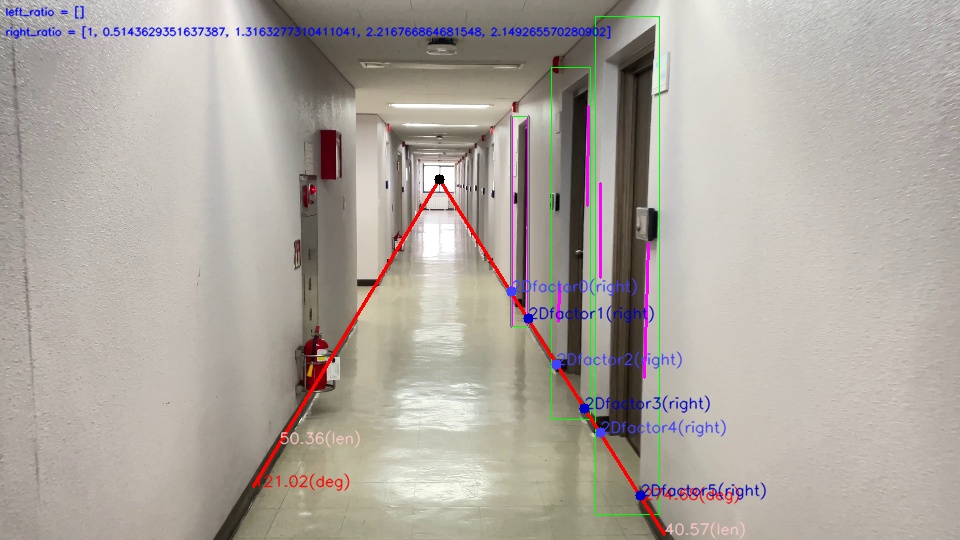 left_ratio = []
right_ratio = [1, 0.5143629351637387, 1.3163277310411041, 2.216766864681548, 2.149265570280902]
2Dfactor0(right)
2Dfactor1(right)
2Dfactor2(right)
2Dfactor3(right)
2Dfactor4(right)
50.36(len)
21.02(deg)
2Dfactor5(right)
40.57(len)